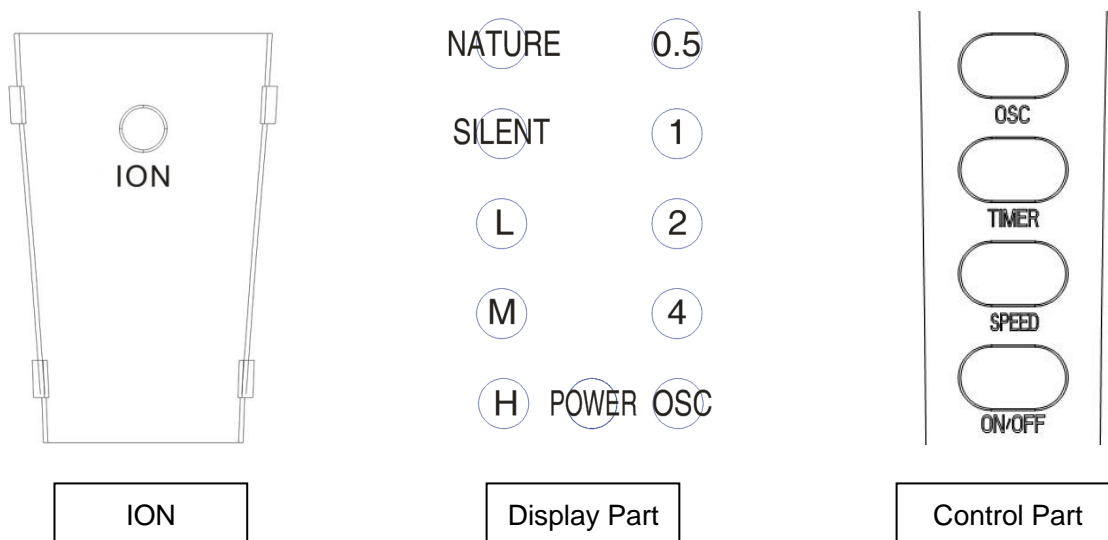 ION
NATURE 0.5
SILENT 1
L 2
M 4
H POWER OSC
OSC
TIMER
SPEED
ON/OFF
ION
Display Part
Control Part